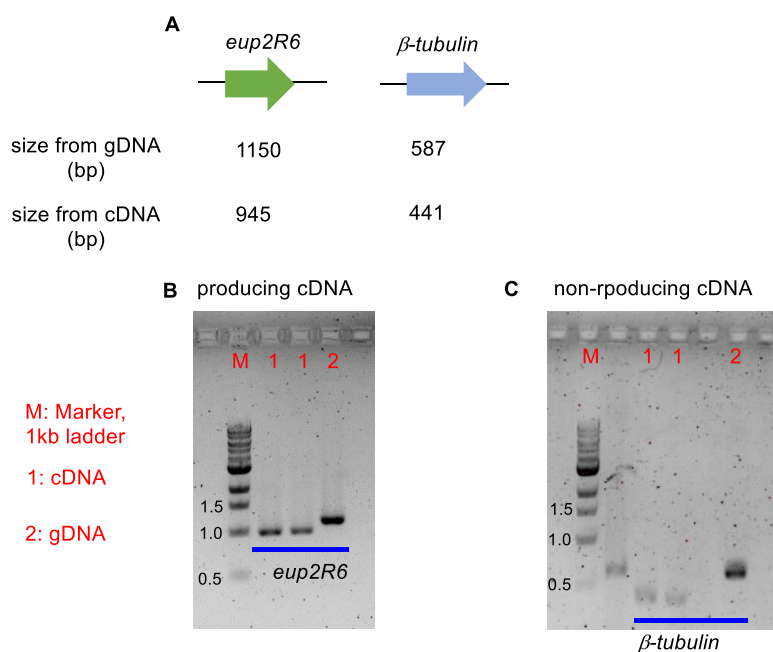 A
eup2R6
β-tubulin
size from gDNA
(bp)
1150
587
size from cDNA
(bp)
945
441
B
producing cDNA
C
non-rpoducing cDNA
M 1 1 2
M 1 1 2
M: Marker,
1kb ladder
1: cDNA
2: gDNA
1.5
1.0
0.5
eup2R6
1.5
1.0
0.5
β-tubulin